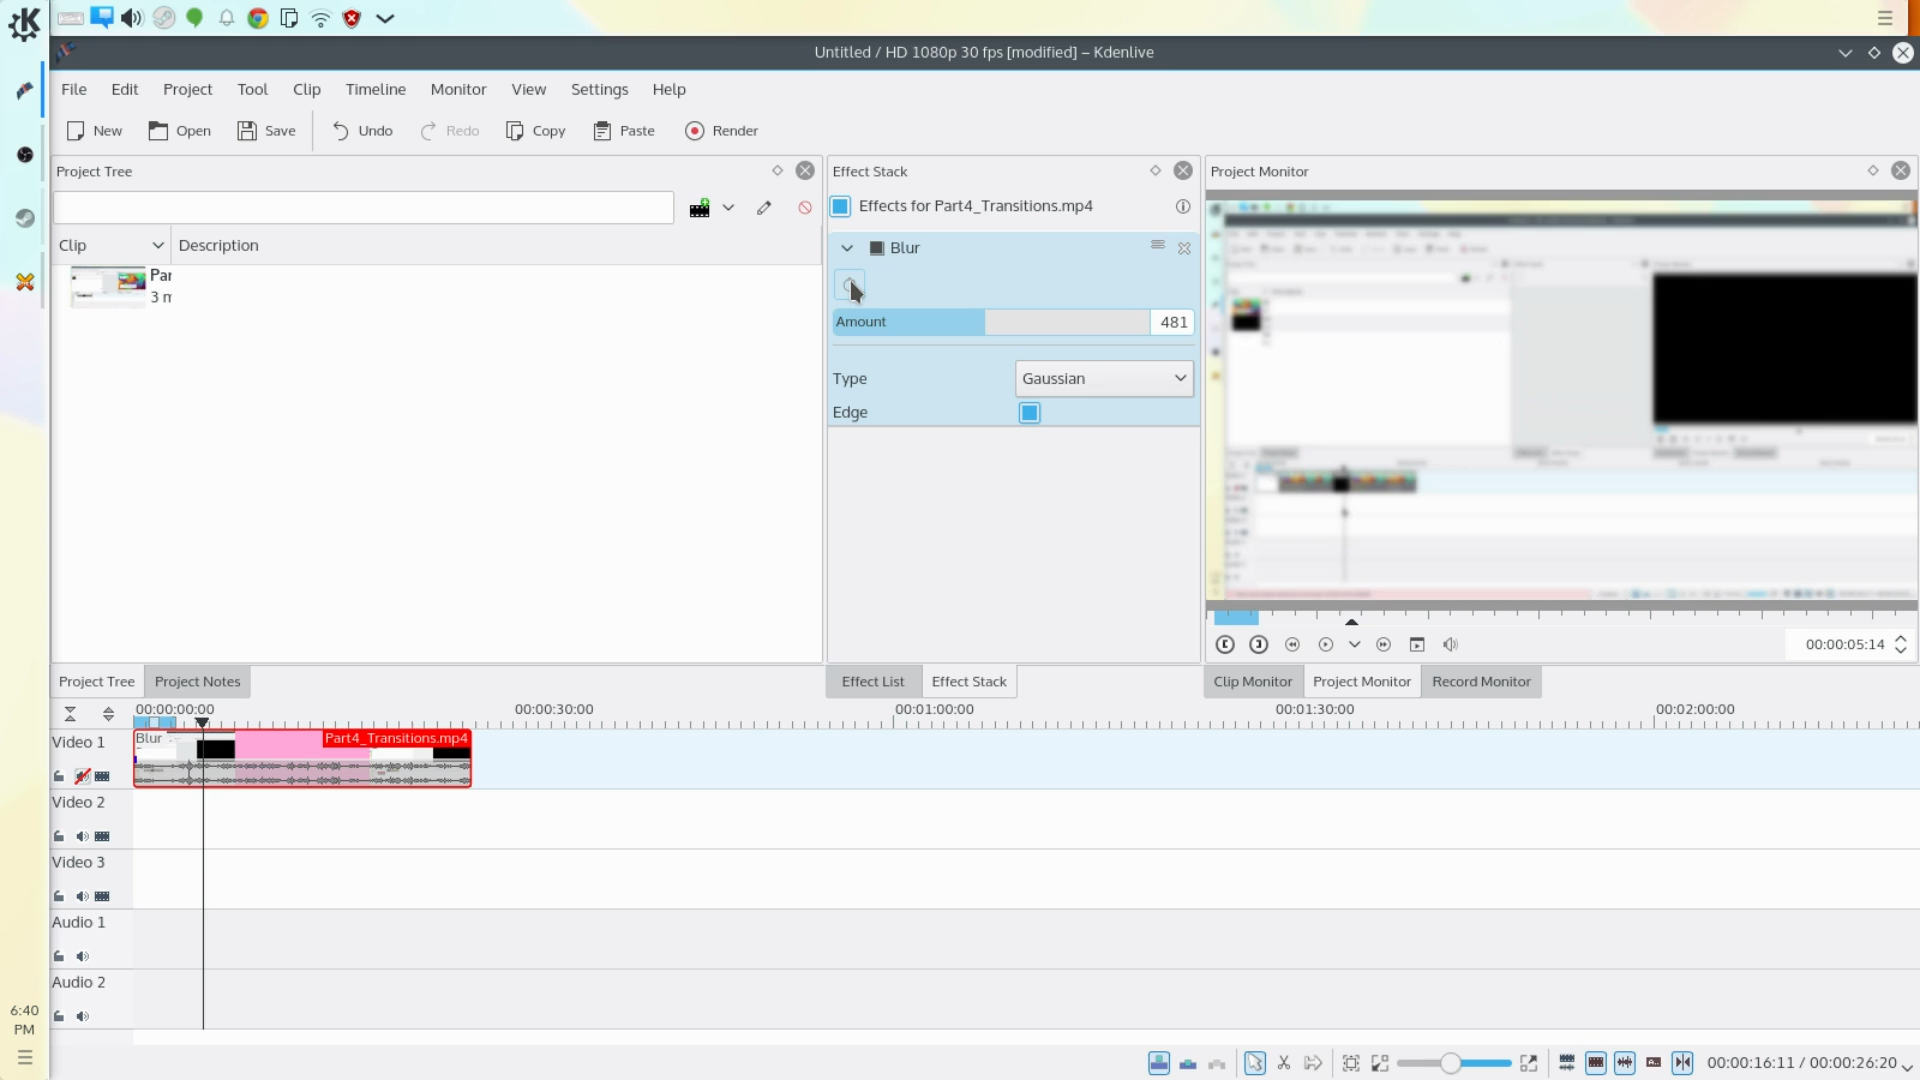 Untitled / HD 1080p 30 fps [modified] – Kdenlive
File Edit Project Tool Clip Timeline Monitor View Settings Help
New Open Save Undo Redo Copy Paste Render
Project Tree
Effect Stack
Project Monitor
Effects for Part4_Transitions.mp4
Clip Description
Blur
Par
3 m
Amount 481
Type Gaussian
Edge
00:00:05:14
Project Tree Project Notes
Effect List Effect Stack
Clip Monitor Project Monitor Record Monitor
00:00:00:00 00:00:30:00 00:01:00:00 00:01:30:00 00:02:00:00
Video 1
Blur Part4_Transitions.mp4
Video 2
Video 3
Audio 1
Audio 2
6:40
PM
00:00:16:11 / 00:00:26:20